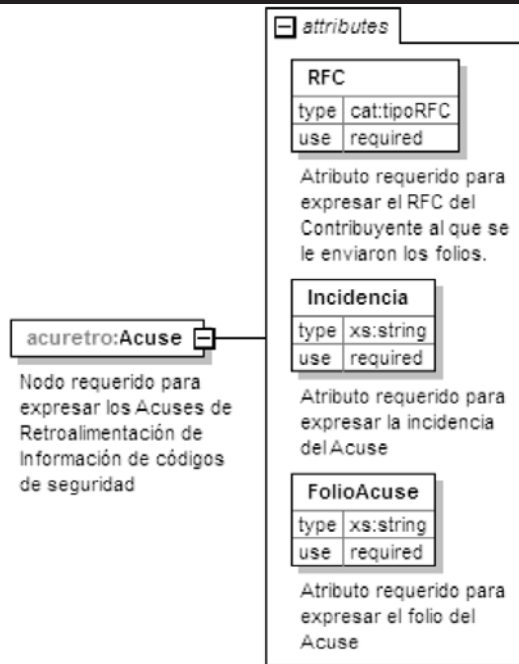 attributes
RFC
type cat:tipoRFC
use required
Atributo requerido para
expresar el RFC del
Contribuyente al que se
le enviaron los folios.
Incidencia
type xs:string
use required
Atributo requerido para
expresar la incidencia
del Acuse
FolioAcuse
type xs:string
use required
Atributo requerido para
expresar el folio del
Acuse
acuretro:Acuse
Nodo requerido para
expresar los Acuses de
Retroalimentación de
Información de códigos
de seguridad